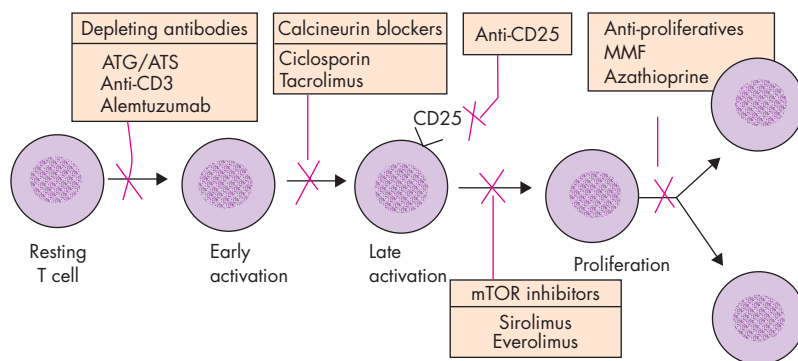 Depleting antibodies
ATG/ATS
Anti-CD3
Alemtuzumab
Calcineurin blockers
Ciclosporin
Tacrolimus
Anti-CD25
Anti-proliferatives
MMF
Azathioprine
CD25
Resting
T cell
Early
activation
Late
activation
Proliferation
mTOR inhibitors
Sirolimus
Everolimus